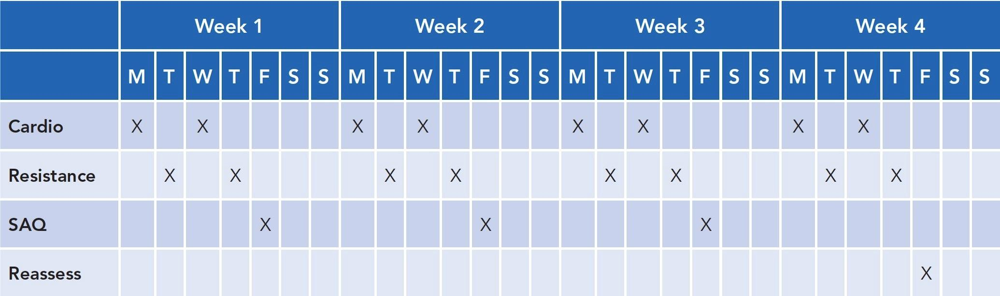 Week 1 Week 2 Week 3 Week 4
M T W T F S S M T W T F S S M T W T F S S M T W T F S S
Cardio X X X X X X X X
Resistance X X X X X X X X
SAQ X X X
Reassess X